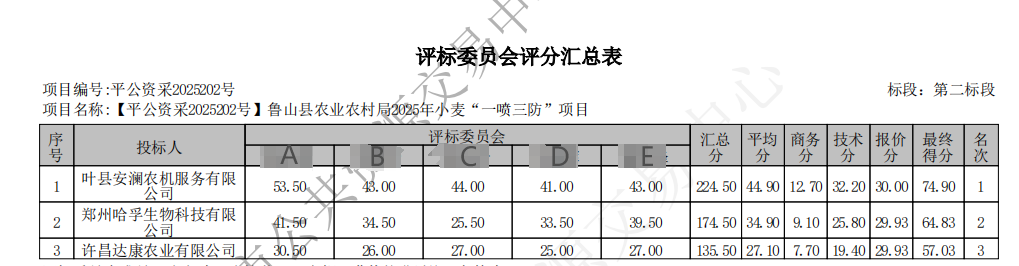 评标委员会评分汇总表
项目编号:平公资采2025202号 标段：第二标段
项目名称:【平公资采2025202号】鲁山县农业农村局2025年小麦“一喷三防”项目
序号 投标人 评标委员会 汇总分 平均分 商务分 技术分 报价分 最终得分 名次
A B C D E
1 叶县安澜农机服务有限公司 53.50 43.00 44.00 41.00 43.00 224.50 44.90 12.70 32.20 30.00 74.90 1
2 郑州哈孚生物科技有限公司 41.50 34.50 25.50 33.50 39.50 174.50 34.90 9.10 25.80 29.93 64.83 2
3 许昌达康农业有限公司 30.50 26.00 27.00 25.00 27.00 135.50 27.10 7.70 19.40 29.93 57.03 3